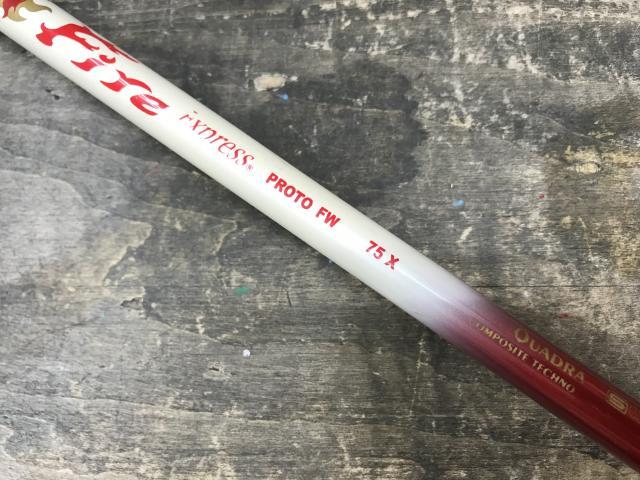 Fire
Express®
PROTO FW
75 X
QUADRA
COMPOSITE TECHNO
S